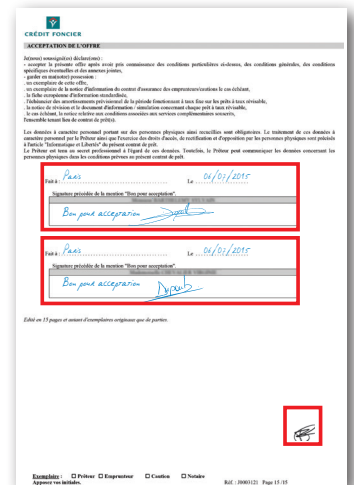 CRÉDIT FONCIER
ACCEPTATION DE L'OFFRE
Je(nous) soussigné(es) déclare(ons) :
- accepter la présente offre après avoir pris connaissance des conditions particulières ci-dessus, des conditions générales, des conditions
spécifiques éventuelles et des annexes jointes,
- garder en ma(notre) possession :
. un exemplaire de cette offre,
. un exemplaire de la notice d'information du contrat d'assurance des emprunteurs/cautions le cas échéant,
. la fiche européenne d'information standardisée,
. l'échéancier des amortissements prévisionnel de la période fonctionnant à taux fixe sur les prêts à taux révisable,
. la notice de révision et le document d'information / simulation concernant chaque prêt à taux révisable,
. le cas échéant, la notice relative aux conditions associées aux services complémentaires souscrits,
l'ensemble tenant lieu de contrat de prêt(s).
Les données à caractère personnel portant sur des personnes physiques ainsi recueillies sont obligatoires. Le traitement de ces données à
caractère personnel par le Prêteur ainsi que l'exercice des droits d'accès, de rectification et d'opposition par les personnes physiques sont précisés
à l'article "Informatique et Libertés" du présent contrat de prêt.
Le Prêteur est tenu au secret professionnel à l'égard de ces données. Toutefois, le Prêteur peut communiquer les données concernant les
personnes physiques dans les conditions prévues au présent contrat de prêt.
Fait à : Paris Le 06/03/2015
Signature précédée de la mention "Bon pour acceptation".
Bon pour acceptation
Fait à : Paris Le 06/03/2015
Signature précédée de la mention "Bon pour acceptation".
Bon pour acceptation Dupont
Edité en 15 pages et autant d'exemplaires originaux que de parties.
Exemplaire : □ Prêteur □ Emprunteur □ Caution □ Notaire
Apposez vos initiales. Réf. : J0003121 Page 15 /15